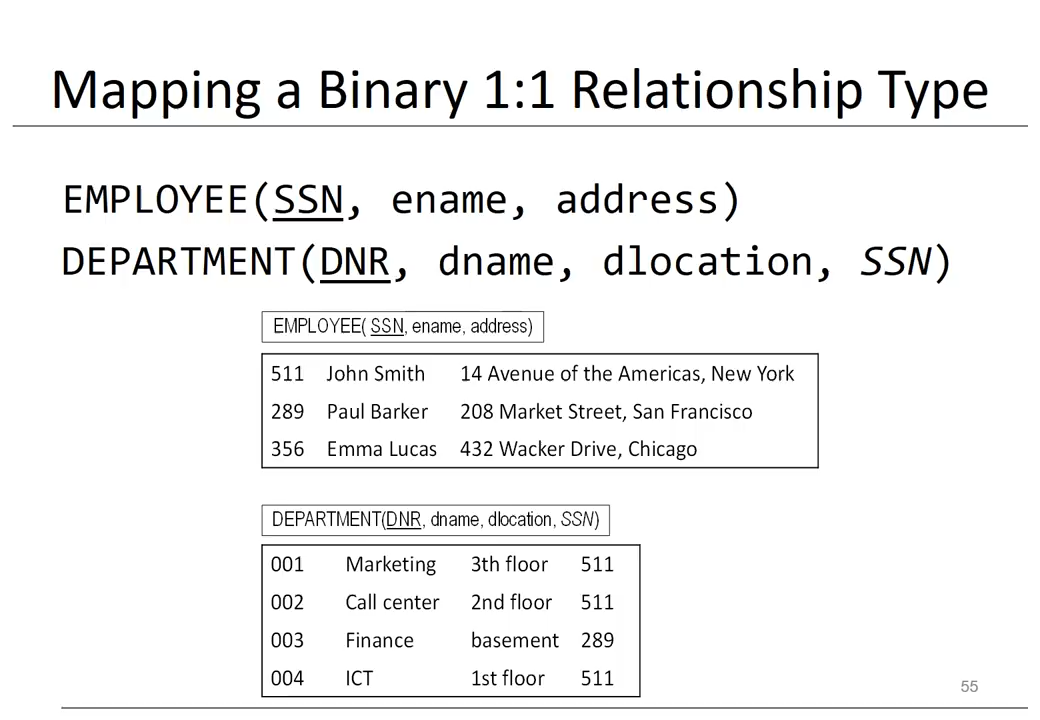 Mapping a Binary 1:1 Relationship Type
EMPLOYEE(SSN, ename, address)
DEPARTMENT(DNR, dname, dlocation, SSN)
EMPLOYEE( SSN, ename, address)
511 John Smith 14 Avenue of the Americas, New York
289 Paul Barker 208 Market Street, San Francisco
356 Emma Lucas 432 Wacker Drive, Chicago
DEPARTMENT(DNR, dname, dlocation, SSN)
001 Marketing 3th floor 511
002 Call center 2nd floor 511
003 Finance basement 289
004 ICT 1st floor 511
55